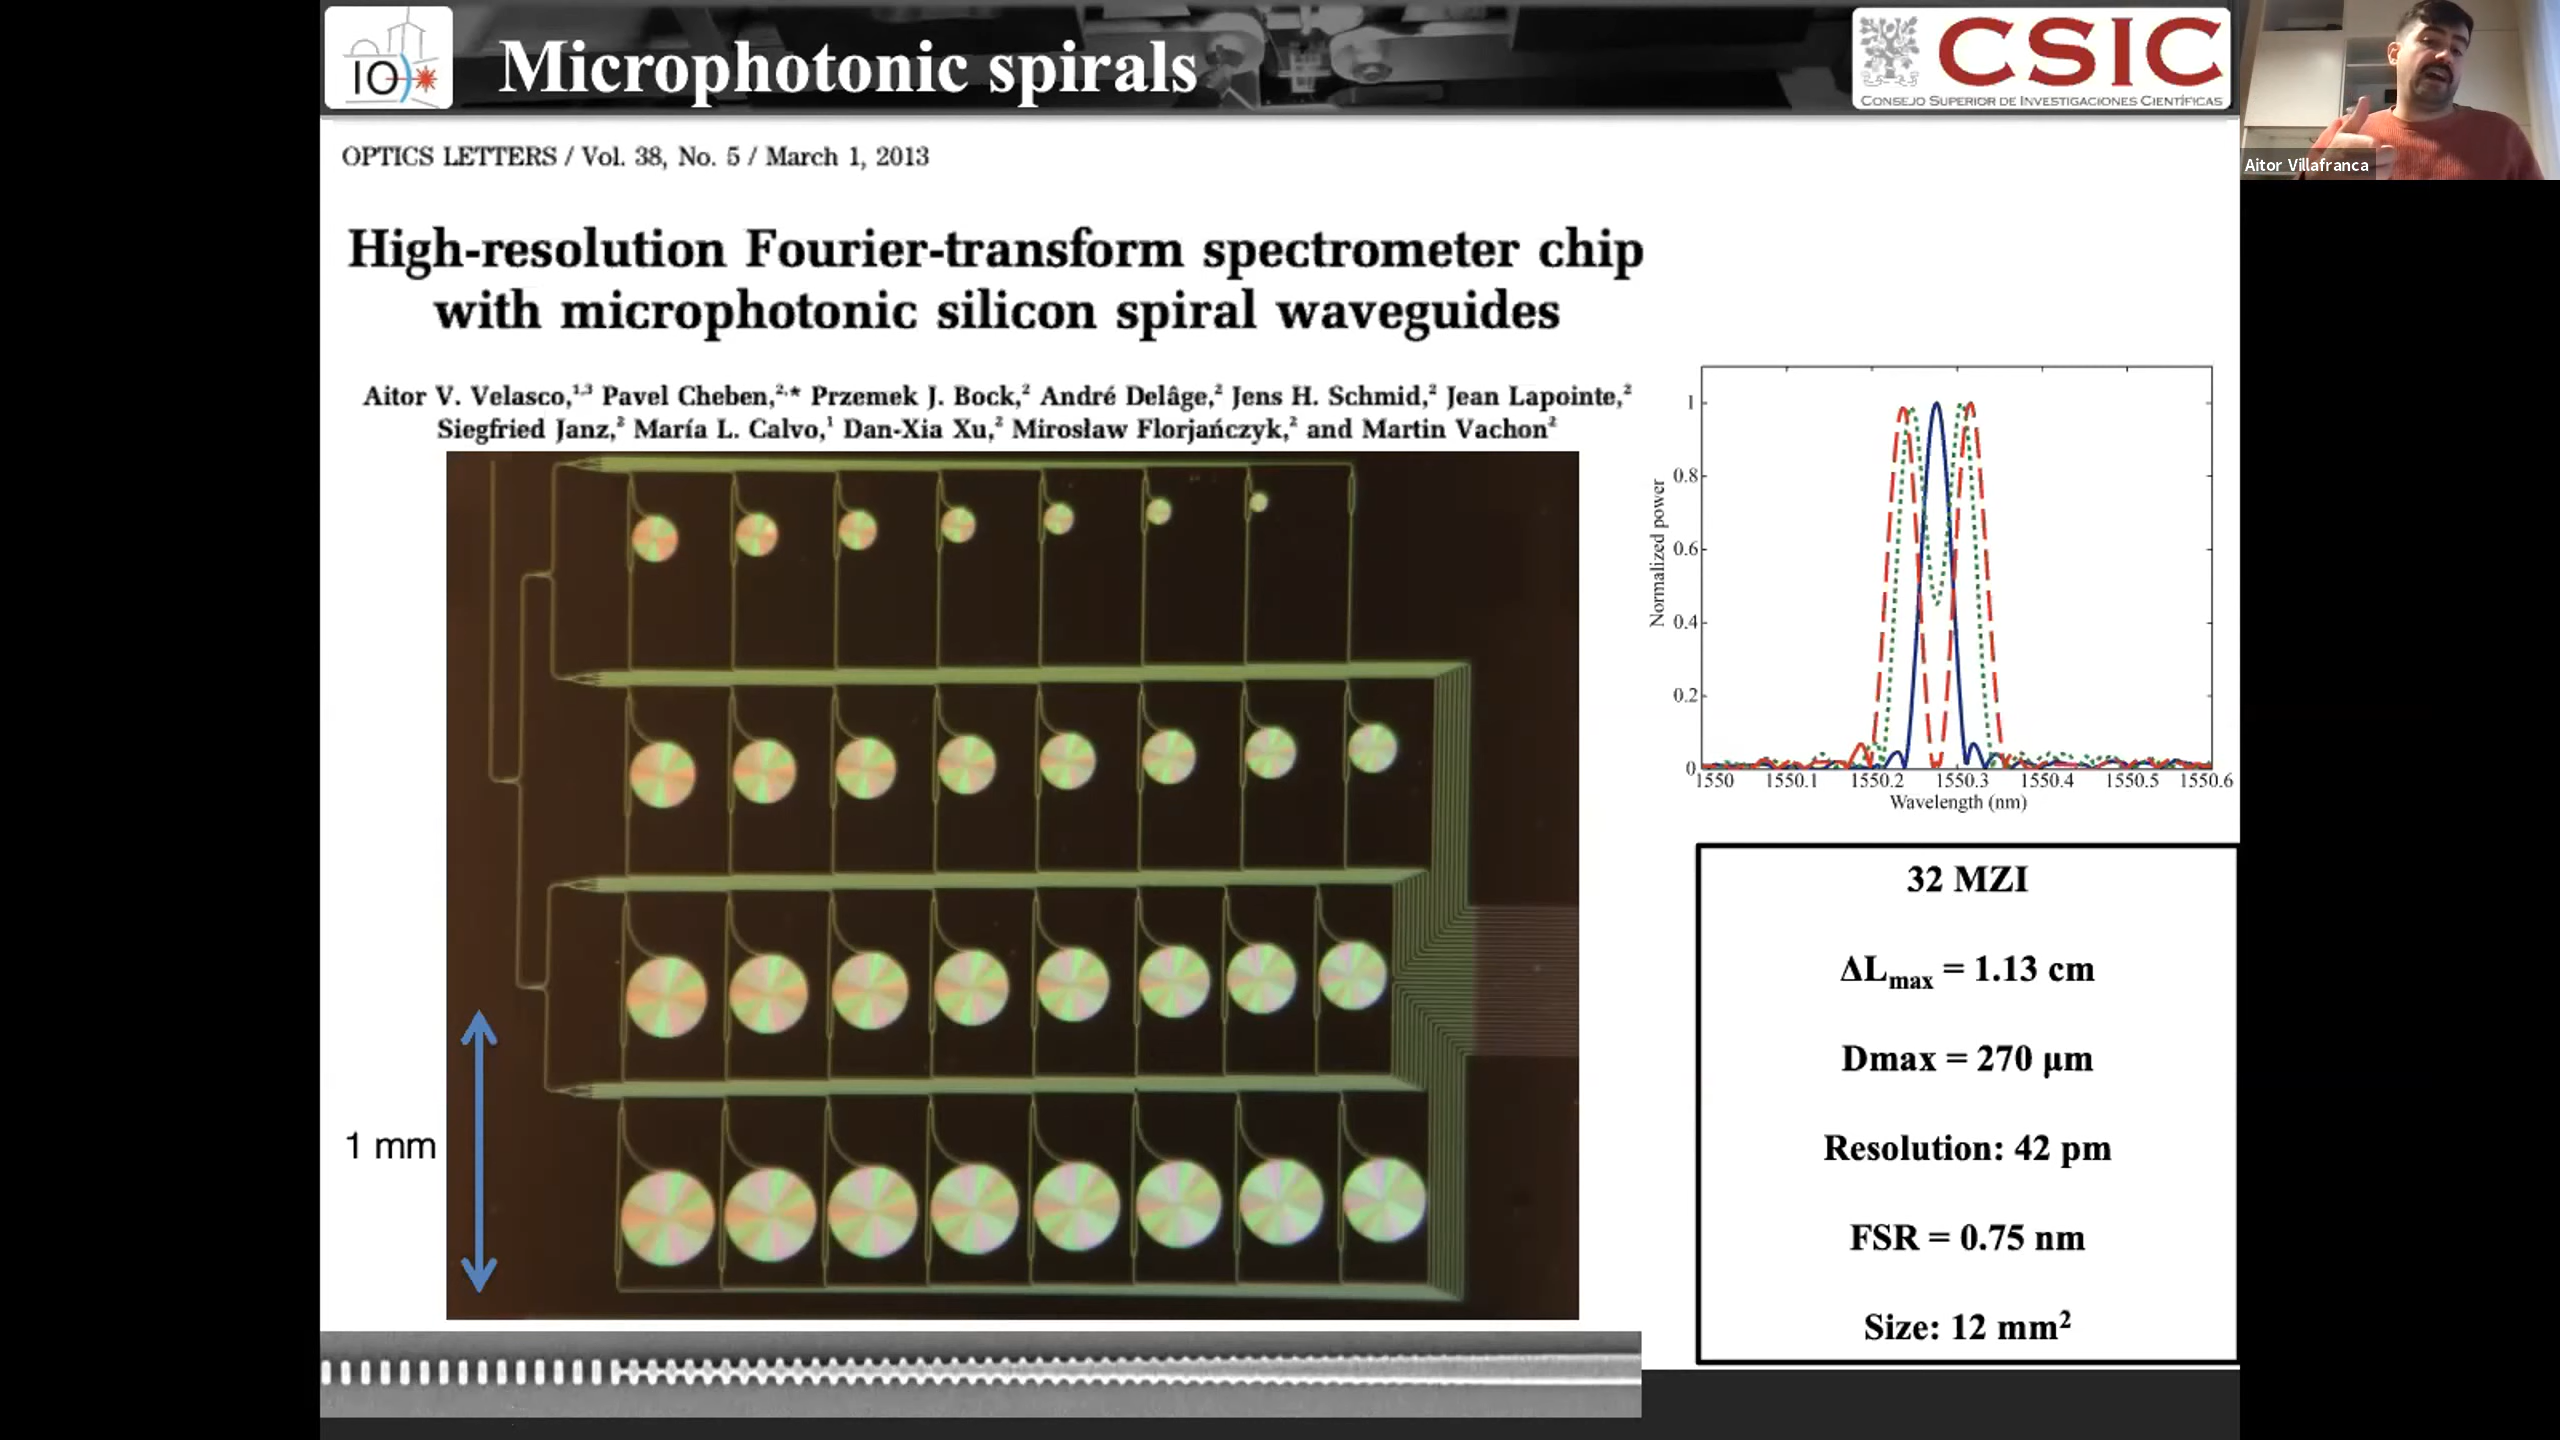 IO
Microphotonic spirals
CSIC
CONSEJO SUPERIOR DE INVESTIGACIONES CIENTÍFICAS
Aitor Villafranca
OPTICS LETTERS / Vol. 38, No. 5 / March 1, 2013
High-resolution Fourier-transform spectrometer chip
with microphotonic silicon spiral waveguides
Aitor V. Velasco,¹,³ Pavel Cheben,²,* Przemek J. Bock,² André Delâge,² Jens H. Schmid,² Jean Lapointe,²
Siegfried Janz,² María L. Calvo,¹ Dan-Xia Xu,² Mirosław Florjańczyk,² and Martin Vachon²
1 mm
Normalized power
1
0.8
0.6
0.4
0.2
0
1550 1550.1 1550.2 1550.3 1550.4 1550.5 1550.6
Wavelength (nm)
32 MZI
ΔLmax = 1.13 cm
Dmax = 270 µm
Resolution: 42 pm
FSR = 0.75 nm
Size: 12 mm²